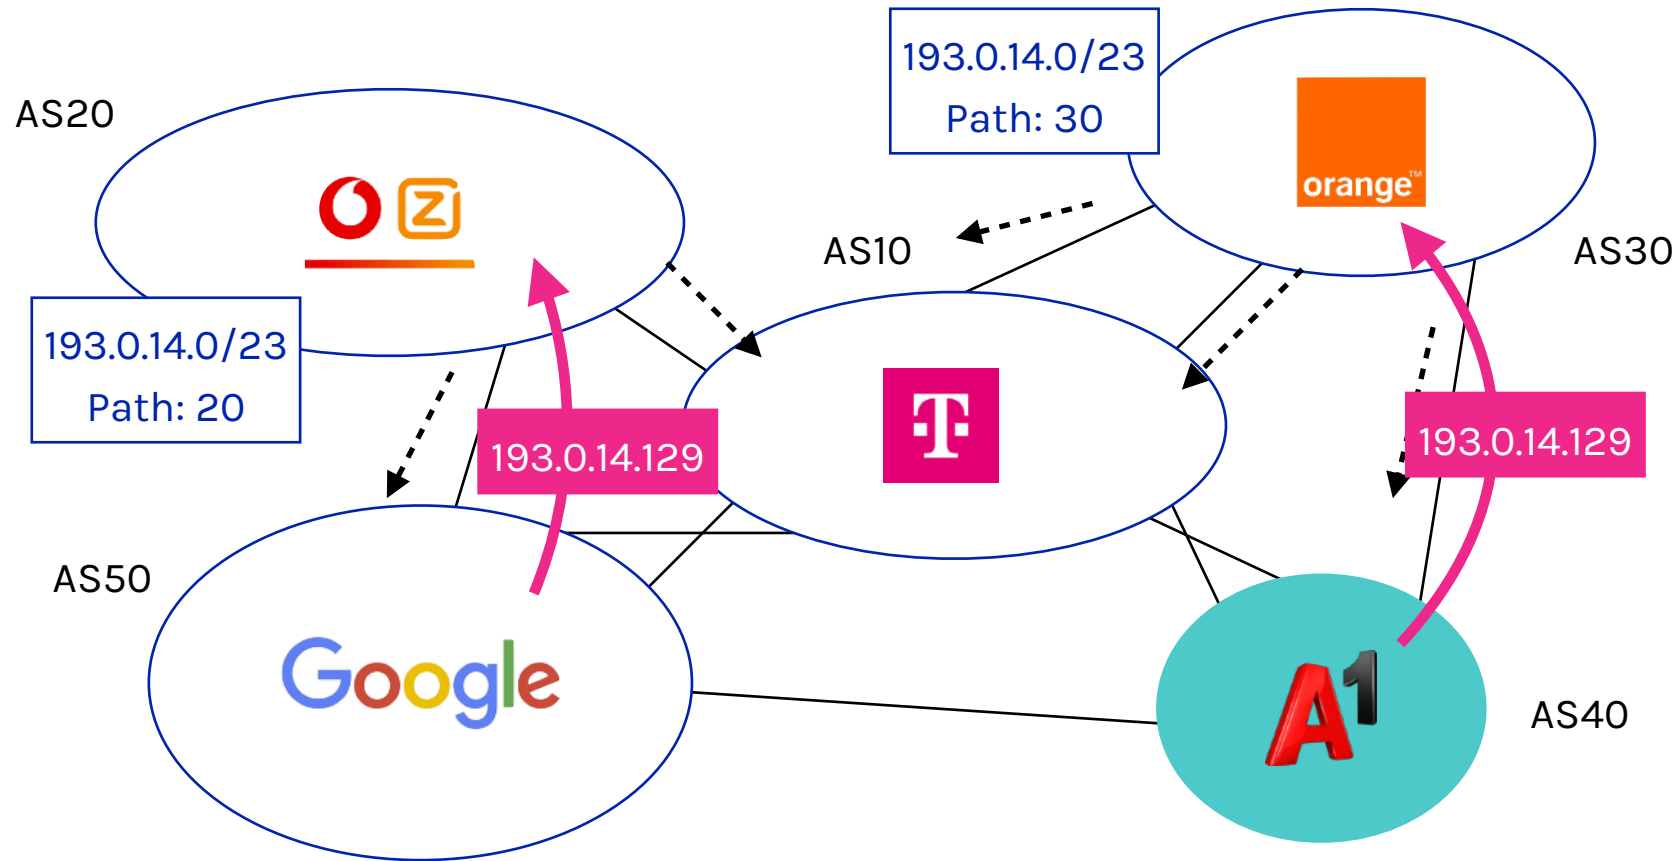 193.0.14.0/23
Path: 30
AS20
orange™
AS10
AS30
193.0.14.0/23
Path: 20
T
193.0.14.129
193.0.14.129
AS50
Google
A1
AS40